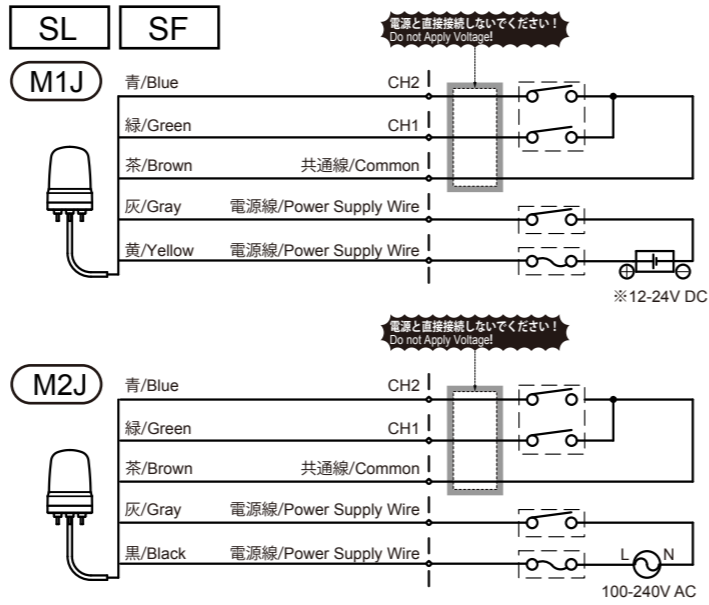 SL SF
電源と直接接続しないでください！
Do not Apply Voltage!
M1J
青/Blue CH2
緑/Green CH1
茶/Brown 共通線/Common
灰/Gray 電源線/Power Supply Wire
黄/Yellow 電源線/Power Supply Wire
※12-24V DC
電源と直接接続しないでください！
Do not Apply Voltage!
M2J
青/Blue CH2
緑/Green CH1
茶/Brown 共通線/Common
灰/Gray 電源線/Power Supply Wire
黒/Black 電源線/Power Supply Wire
L N
100-240V AC